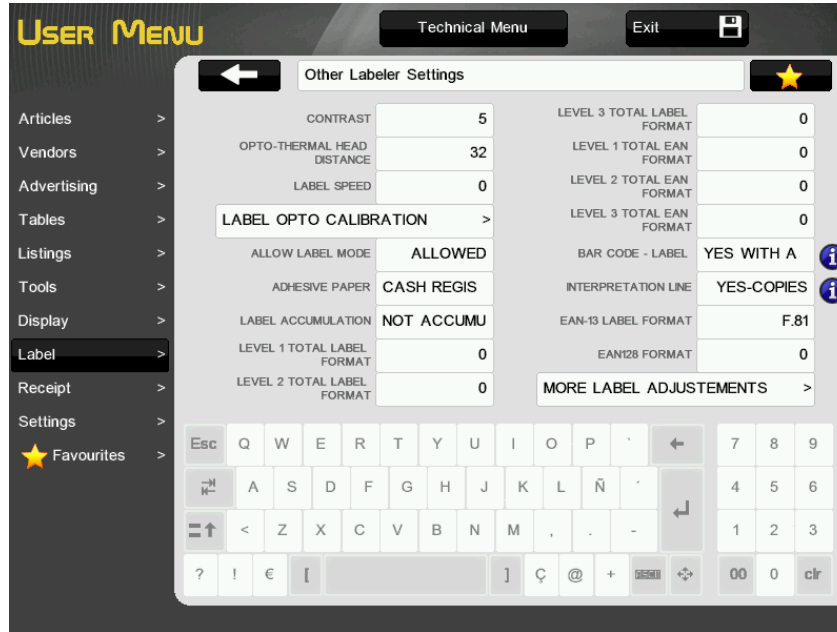 USER MENU
Technical Menu
Exit
Other Labeler Settings
Articles >
Vendors >
Advertising >
Tables >
Listings >
Tools >
Display >
Label >
Receipt >
Settings >
Favourites >
CONTRAST 5
OPTO-THERMAL HEAD
DISTANCE 32
LABEL SPEED 0
LABEL OPTO CALIBRATION >
ALLOW LABEL MODE ALLOWED
ADHESIVE PAPER CASH REGIS
LABEL ACCUMULATION NOT ACCUMU
LEVEL 1 TOTAL LABEL
FORMAT 0
LEVEL 2 TOTAL LABEL
FORMAT 0
LEVEL 3 TOTAL LABEL
FORMAT 0
LEVEL 1 TOTAL EAN
FORMAT 0
LEVEL 2 TOTAL EAN
FORMAT 0
LEVEL 3 TOTAL EAN
FORMAT 0
BAR CODE - LABEL YES WITH A
INTERPRETATION LINE YES-COPIES
EAN-13 LABEL FORMAT F.81
EAN128 FORMAT 0
MORE LABEL ADJUSTEMENTS >
Esc Q W E R T Y U I O P ` 7 8 9
A S D F G H J K L Ñ ´ 4 5 6
< Z X C V B N M , . - 1 2 3
? ! € [ ] Ç @ + 00 0 clr